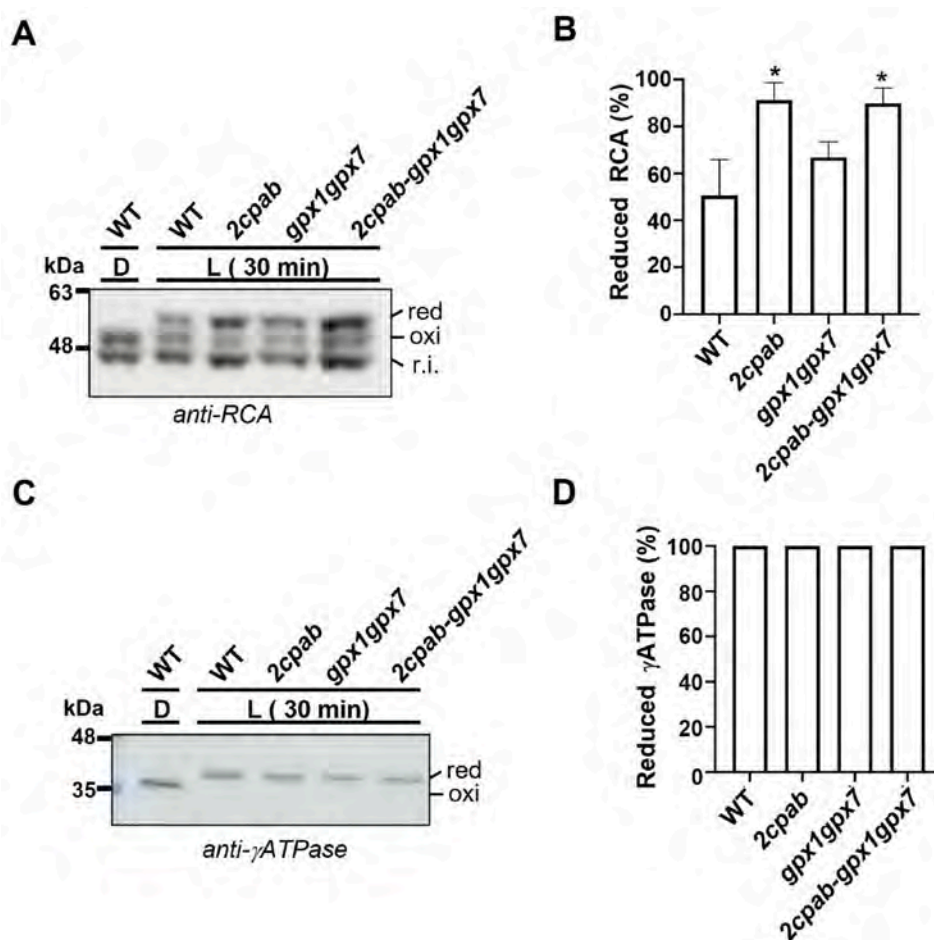 A
WT
WT
2cpab
gpx1gpx7
2cpab-gpx1gpx7
kDa
D
L ( 30 min)
63
48
red
oxi
r.i.
anti-RCA
B
Reduced RCA (%)
100
80
60
40
20
0
*
*
WT
2cpab
gpx1gpx7
2cpab-gpx1gpx7
C
WT
WT
2cpab
gpx1gpx7
2cpab-gpx1gpx7
kDa
D
L ( 30 min)
48
35
red
oxi
anti-γATPase
D
Reduced γATPase (%)
100
80
60
40
20
0
WT
2cpab
gpx1gpx7
2cpab-gpx1gpx7